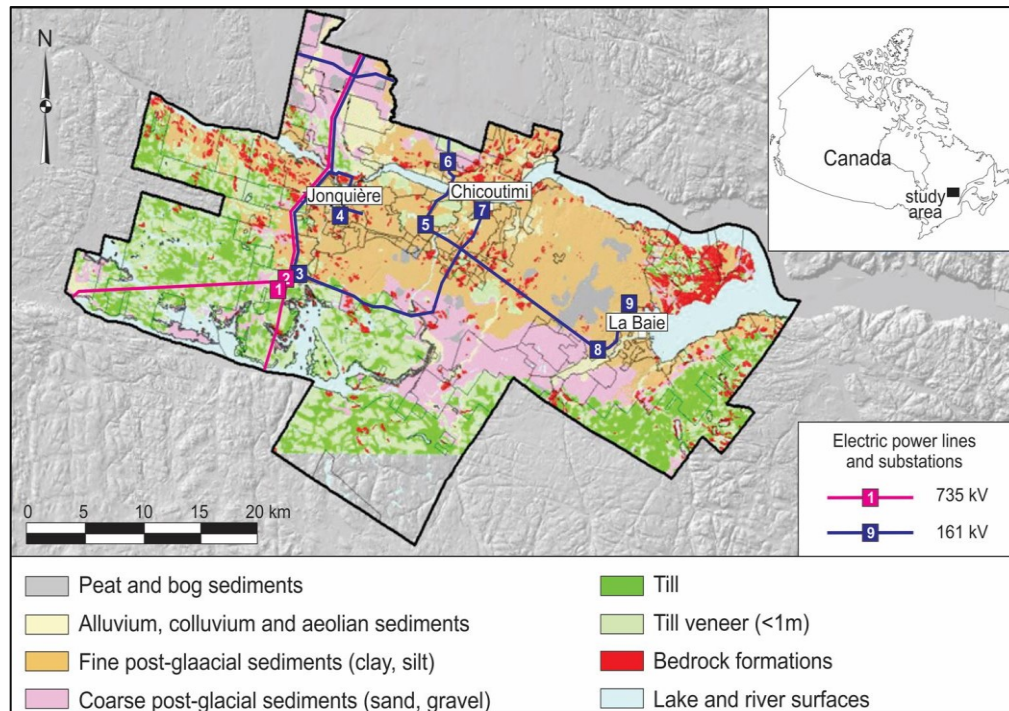 N
Canada
study
area
6
Chicoutimi
Jonquière
7
4
5
2
3
1
9
La Baie
8
Electric power lines
and substations
1 735 kV
9 161 kV
0 5 10 15 20 km
Peat and bog sediments
Alluvium, colluvium and aeolian sediments
Fine post-glaacial sediments (clay, silt)
Coarse post-glacial sediments (sand, gravel)
Till
Till veneer (<1m)
Bedrock formations
Lake and river surfaces